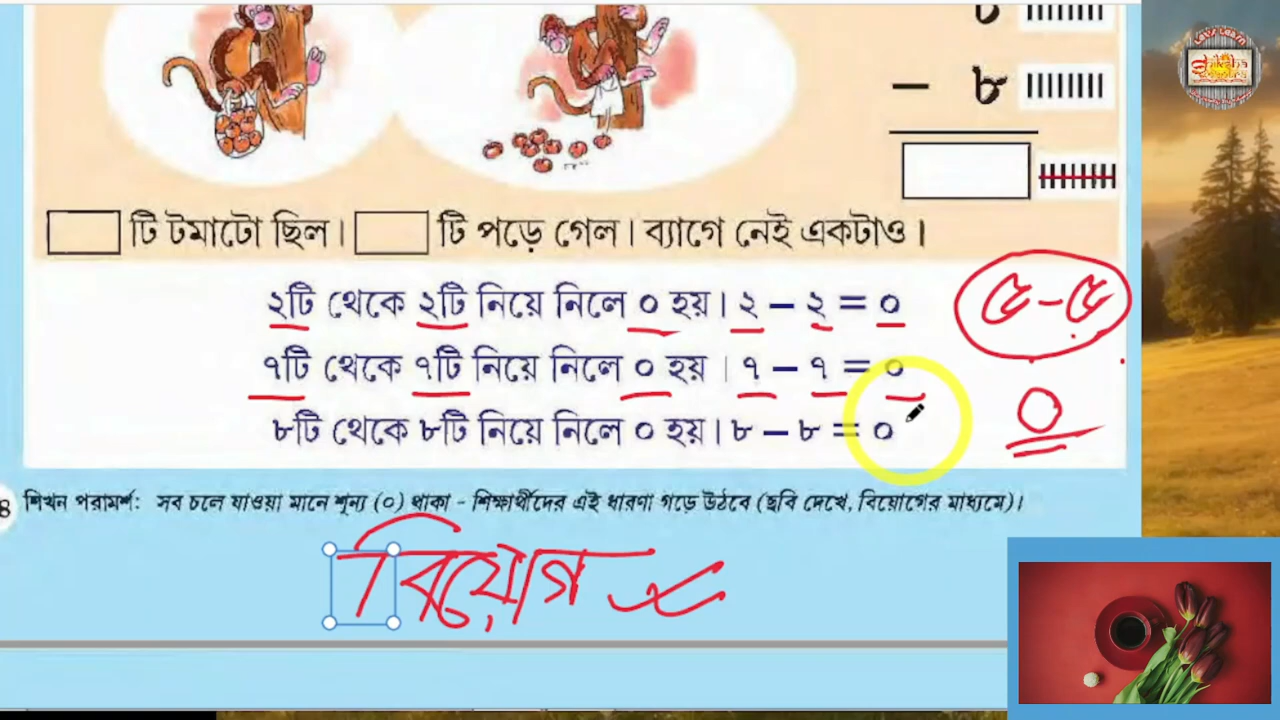 ৮
– ৮
টি টমাটো ছিল। টি পড়ে গেল। ব্যাগে নেই একটাও।
২টি থেকে ২টি নিয়ে নিলে ০ হয়। ২ – ২ = ০
৭টি থেকে ৭টি নিয়ে নিলে ০ হয় | ৭ – ৭ = ০
৮টি থেকে ৮টি নিয়ে নিলে ০ হয়। ৮ – ৮ = ০
৫ – ৫
০
শিখন পরামর্শ: সব চলে যাওয়া মানে শূন্য (০) থাকা - শিক্ষার্থীদের এই ধারণা গড়ে উঠবে (ছবি দেখে, বিয়োগের মাধ্যমে)।
বিয়োগ
Let's Learn